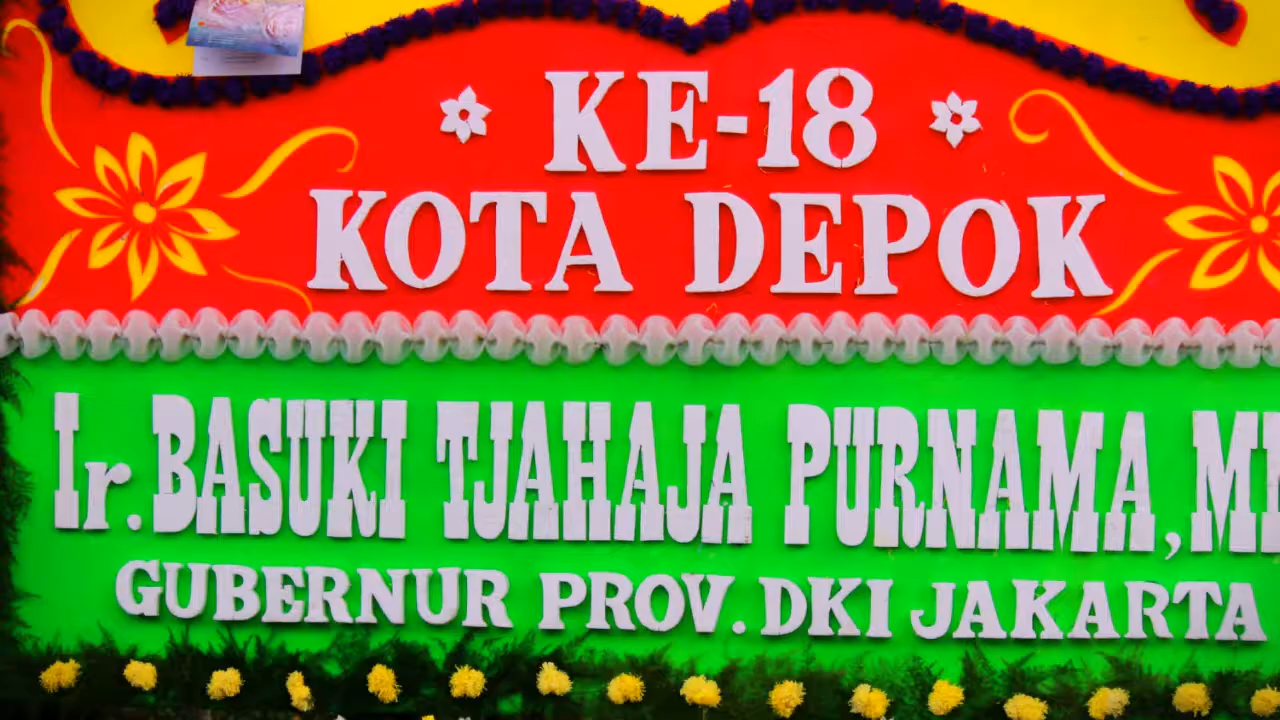 KE-18
KOTA DEPOK
Ir. BASUKI TJAHAJA PURNAMA,
GUBERNUR PROV. DKI JAKARTA